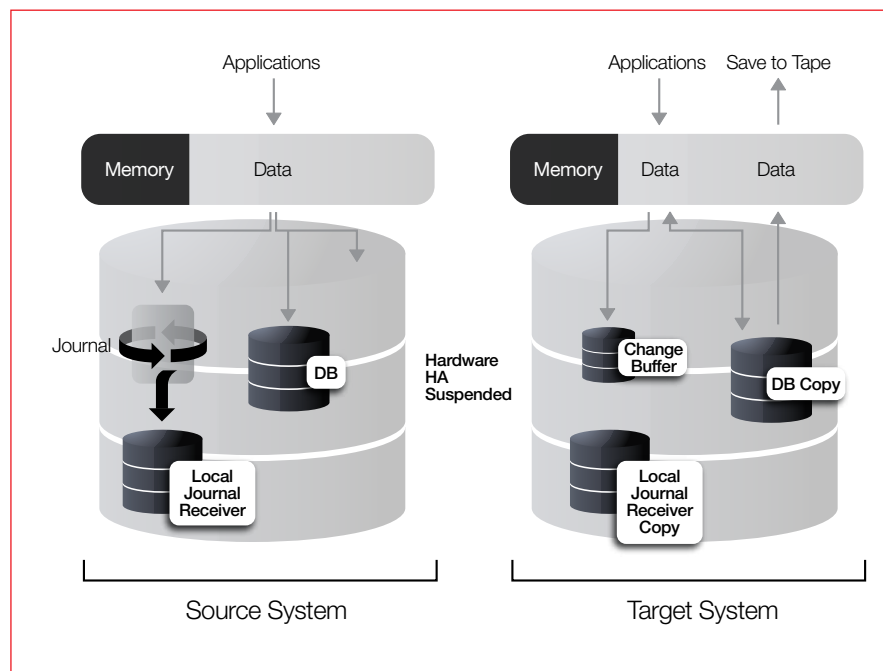 Applications
Applications
Save to Tape
Memory
Data
Memory
Data
Data
Journal
DB
Hardware
HA
Suspended
Change
Buffer
DB Copy
Local
Journal
Receiver
Local
Journal
Receiver
Copy
Source System
Target System